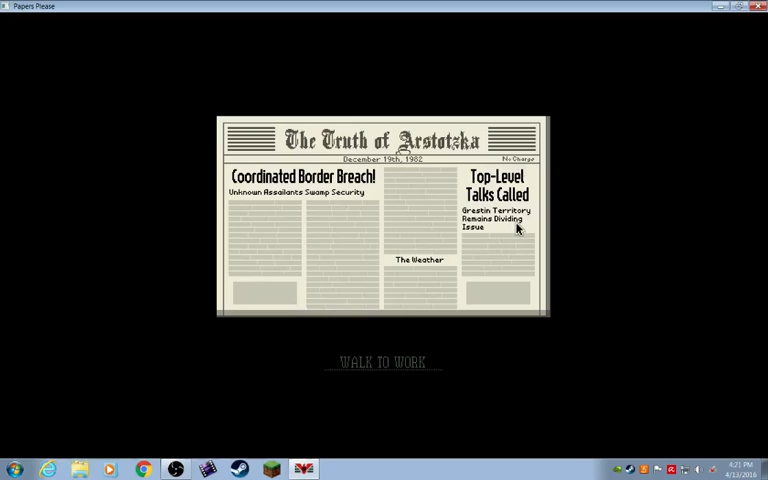 Papers Please
The Truth of Arstotzka
December 19th, 1982
No Charge
Coordinated Border Breach!
Unknown Assailants Swamp Security
The Weather
Top-Level
Talks Called
Grestin Territory
Remains Dividing
Issue
WALK TO WORK
4:21 PM
4/13/2016